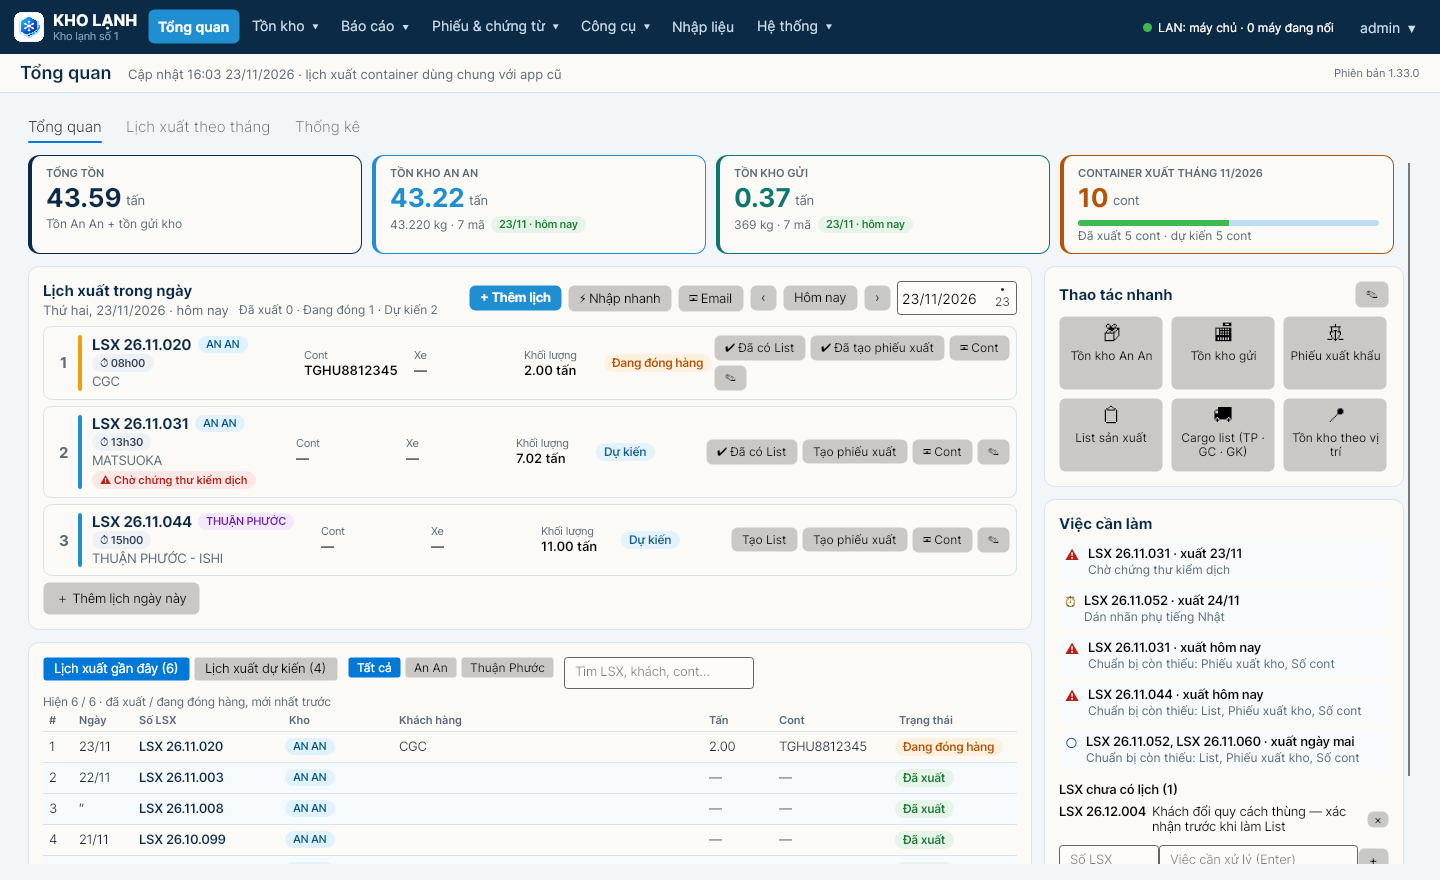 KHO LẠNH
Kho lạnh số 1
Tổng quan
Tồn kho ▾
Báo cáo ▾
Phiếu & chứng từ ▾
Công cụ ▾
Nhập liệu
Hệ thống ▾
LAN: máy chủ · 0 máy đang nối
admin ▾
Tổng quan
Cập nhật 16:03 23/11/2026 · lịch xuất container dùng chung với app cũ
Phiên bản 1.33.0
Tổng quan
Lịch xuất theo tháng
Thống kê
TỔNG TỒN
43.59 tấn
Tồn An An + tồn gửi kho
TỒN KHO AN AN
43.22 tấn
43.220 kg · 7 mã 23/11 · hôm nay
TỒN KHO GỬI
0.37 tấn
369 kg · 7 mã 23/11 · hôm nay
CONTAINER XUẤT THÁNG 11/2026
10 cont
Đã xuất 5 cont · dự kiến 5 cont
Lịch xuất trong ngày
Thứ hai, 23/11/2026 · hôm nay Đã xuất 0 · Đang đóng 1 · Dự kiến 2
+ Thêm lịch
⚡ Nhập nhanh
Email
‹
Hôm nay
›
23/11/2026
23
1
LSX 26.11.020 AN AN
⏱ 08h00
CGC
Cont
TGHU8812345
Xe
—
Khối lượng
2.00 tấn
Đang đóng hàng
✔ Đã có List
✔ Đã tạo phiếu xuất
Cont
✎
2
LSX 26.11.031 AN AN
⏱ 13h30
MATSUOKA
⚠ Chờ chứng thư kiểm dịch
Cont
—
Xe
—
Khối lượng
7.02 tấn
Dự kiến
✔ Đã có List
Tạo phiếu xuất
Cont
✎
3
LSX 26.11.044 THUẬN PHƯỚC
⏱ 15h00
THUẬN PHƯỚC - ISHI
Cont
—
Xe
—
Khối lượng
11.00 tấn
Dự kiến
Tạo List
Tạo phiếu xuất
Cont
✎
+ Thêm lịch ngày này
Lịch xuất gần đây (6)
Lịch xuất dự kiến (4)
Tất cả
An An
Thuận Phước
Tìm LSX, khách, cont...
Hiện 6 / 6 · đã xuất / đang đóng hàng, mới nhất trước
# Ngày Số LSX Kho Khách hàng Tấn Cont Trạng thái
1 23/11 LSX 26.11.020 AN AN CGC 2.00 TGHU8812345 Đang đóng hàng
2 22/11 LSX 26.11.003 AN AN — — Đã xuất
3 " LSX 26.11.008 AN AN — — Đã xuất
4 21/11 LSX 26.10.099 AN AN — — Đã xuất
Thao tác nhanh
✎
Tồn kho An An
Tồn kho gửi
Phiếu xuất khẩu
List sản xuất
Cargo list (TP ·
GC · GK)
Tồn kho theo vị
trí
Việc cần làm
LSX 26.11.031 · xuất 23/11
Chờ chứng thư kiểm dịch
LSX 26.11.052 · xuất 24/11
Dán nhãn phụ tiếng Nhật
LSX 26.11.031 · xuất hôm nay
Chuẩn bị còn thiếu: Phiếu xuất kho, Số cont
LSX 26.11.044 · xuất hôm nay
Chuẩn bị còn thiếu: List, Phiếu xuất kho, Số cont
LSX 26.11.052, LSX 26.11.060 · xuất ngày mai
Chuẩn bị còn thiếu: List, Phiếu xuất kho, Số cont
LSX chưa có lịch (1)
LSX 26.12.004 Khách đổi quy cách thùng — xác
nhận trước khi làm List
×
Số LSX
Việc cần xử lý (Enter)
+